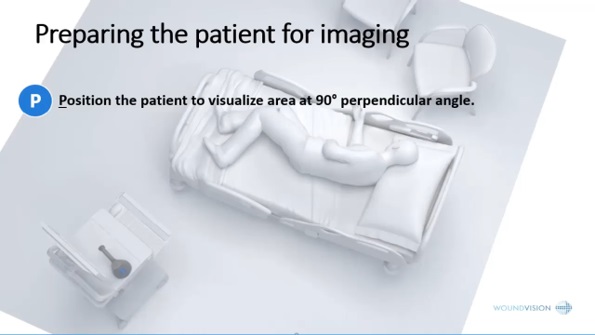 Preparing the patient for imaging
P
Position the patient to visualize area at 90° perpendicular angle.
WOUNDVISION